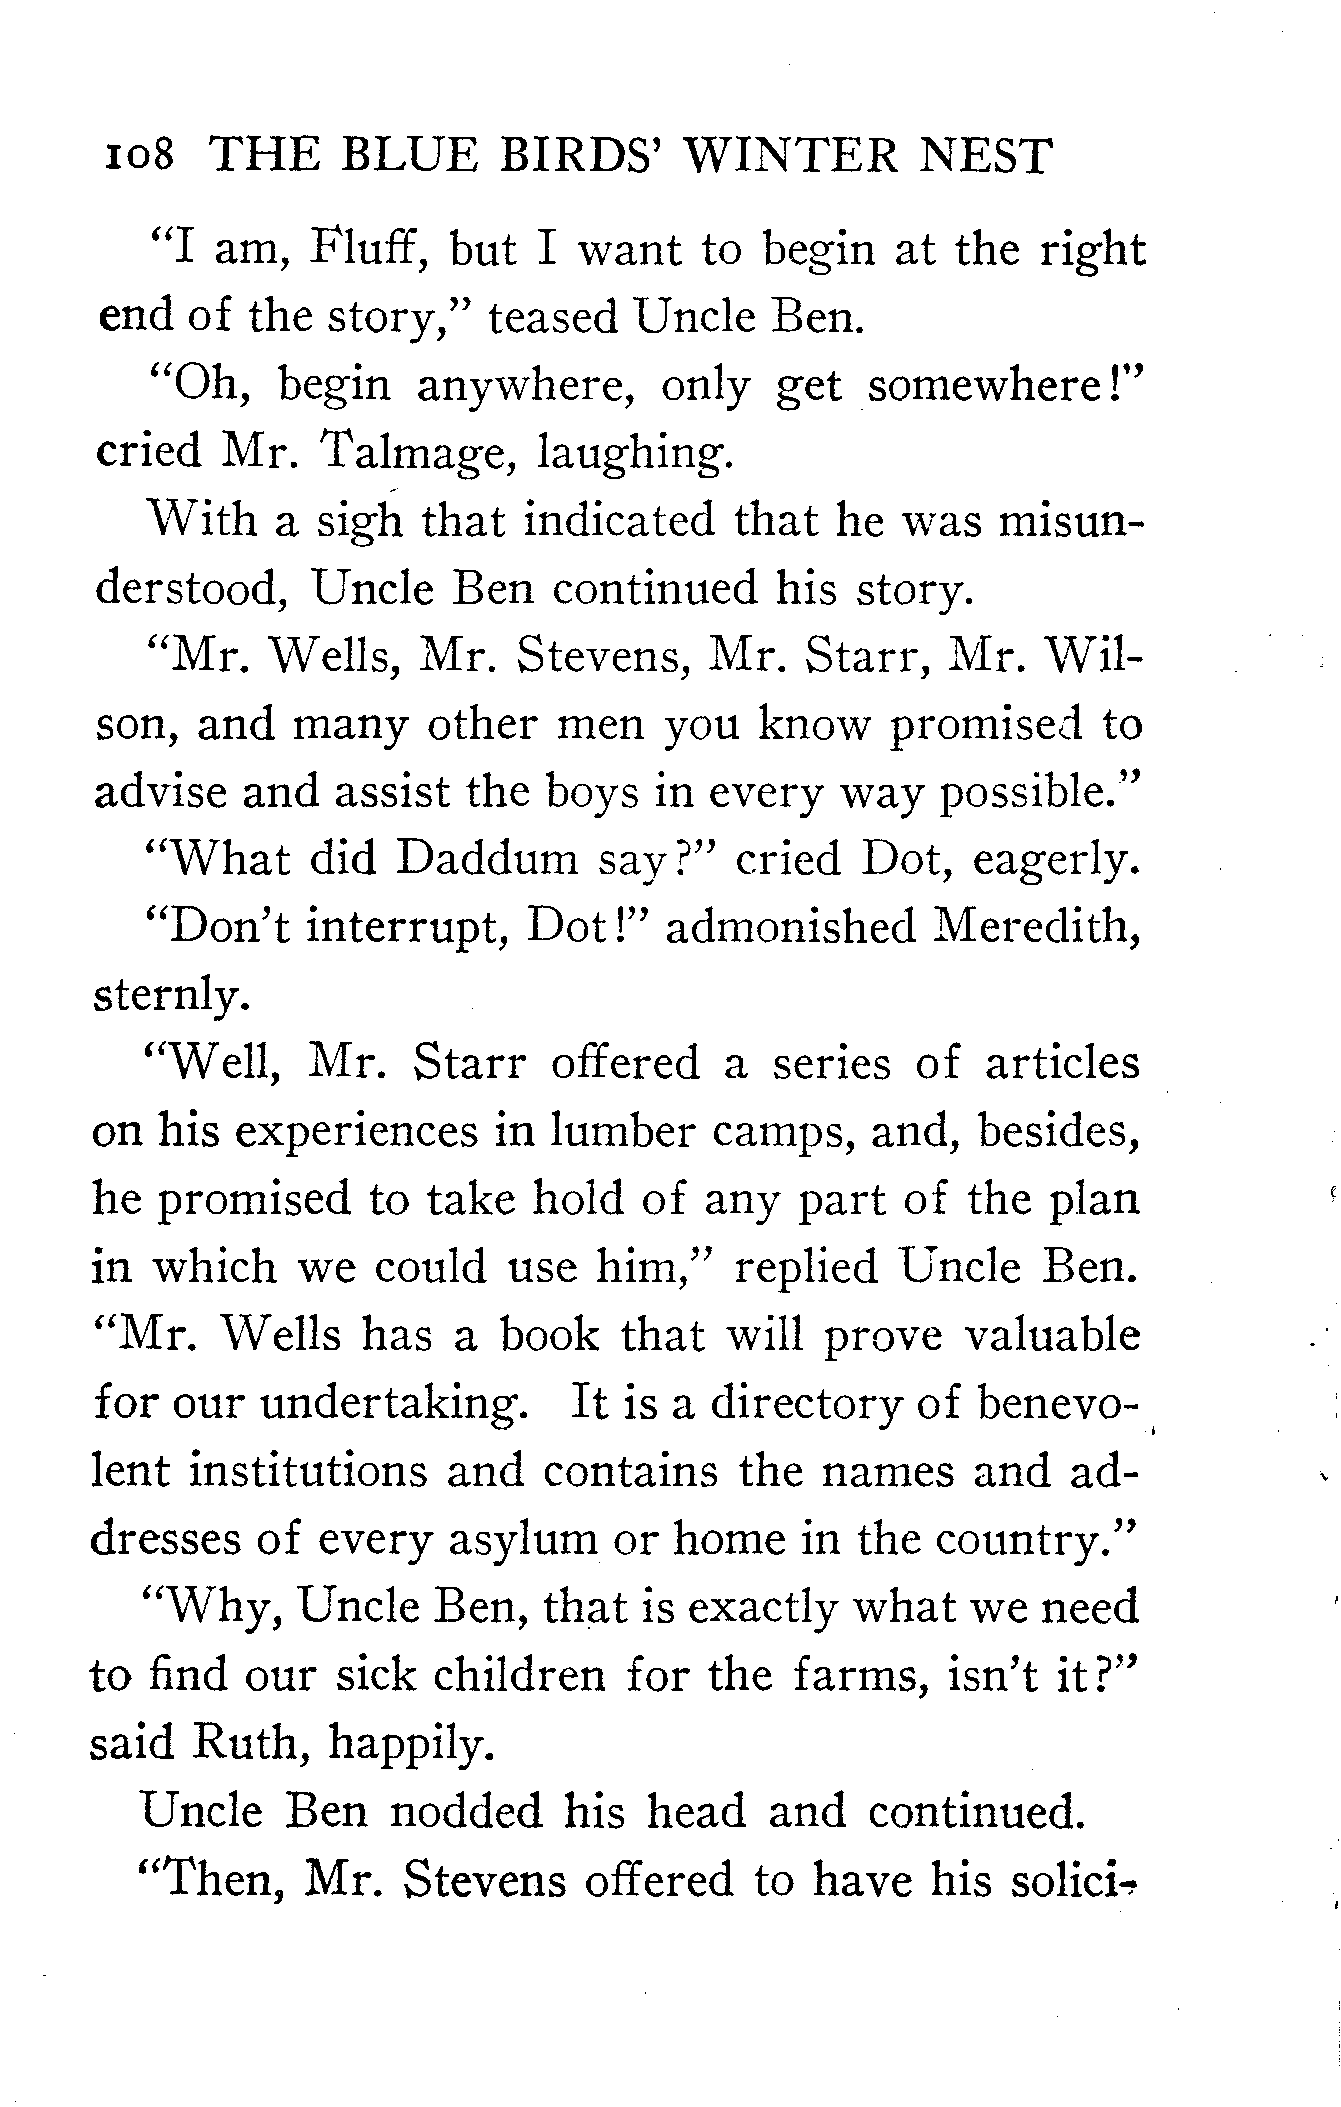 108 THE BLUE BIRDS' WINTER NEST
"I am, Fluff, but I want to begin at the right
end of the story," teased Uncle Ben.
"Oh, begin anywhere, only get somewhere!"
cried Mr. Talmage, laughing.
With a sigh that indicated that he was misun-
derstood, Uncle Ben continued his story.
"Mr. Wells, Mr. Stevens, Mr. Starr, Mr. Wil-
son, and many other men you know promised to
advise and assist the boys in every way possible."
"What did Daddum say?" cried Dot, eagerly.
"Don't interrupt, Dot!" admonished Meredith,
sternly.
"Well, Mr. Starr offered a series of articles
on his experiences in lumber camps, and, besides,
he promised to take hold of any part of the plan
in which we could use him," replied Uncle Ben.
"Mr. Wells has a book that will prove valuable
for our undertaking. It is a directory of benevo-
lent institutions and contains the names and ad-
dresses of every asylum or home in the country."
"Why, Uncle Ben, that is exactly what we need
to find our sick children for the farms, isn't it?"
said Ruth, happily.
Uncle Ben nodded his head and continued.
"Then, Mr. Stevens offered to have his solici-